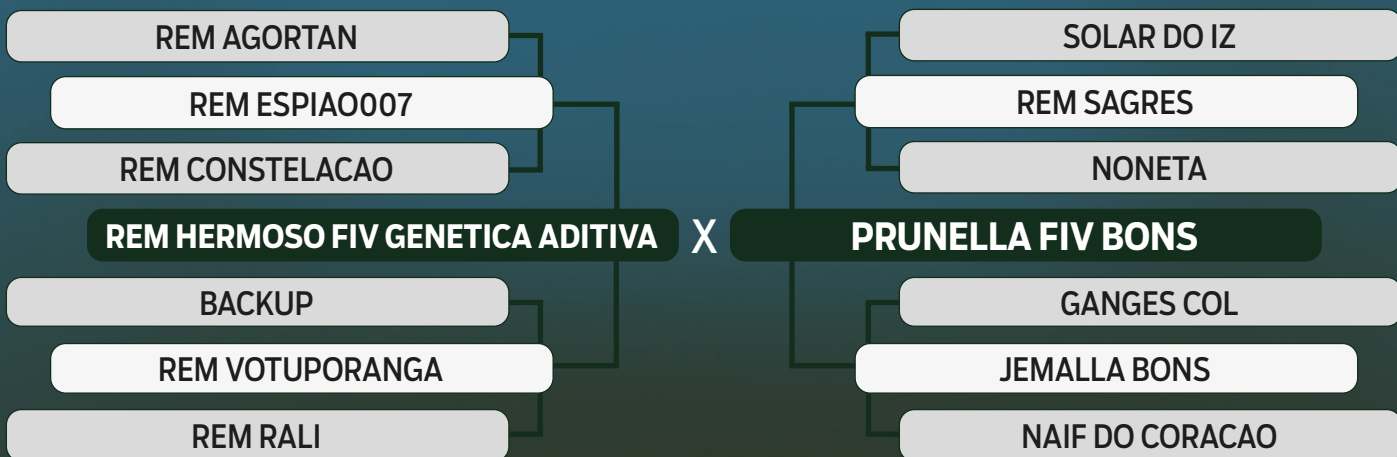 REM AGORTAN
REM ESPIAO007
REM CONSTELACAO
REM HERMOSO FIV GENETICA ADITIVA
BACKUP
REM VOTUPORANGA
REM RALI
X
SOLAR DO IZ
REM SAGRES
NONETA
PRUNELLA FIV BONS
GANGES COL
JEMALLA BONS
NAIF DO CORACAO